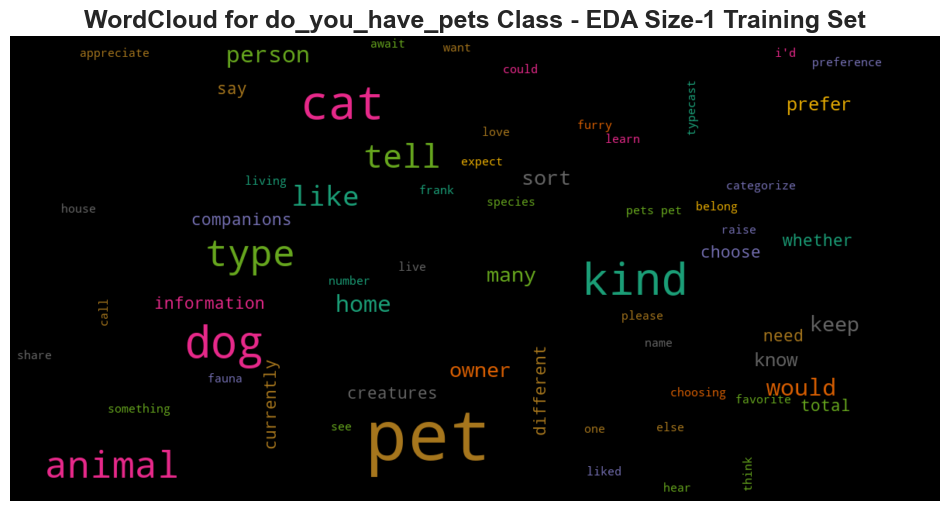 WordCloud for do_you_have_pets Class - EDA Size-1 Training Set
await
want
appreciate
person
i'd
preference
could
say
cat
typecast
prefer
furry
love
learn
tell
expect
sort
living
categorize
frank
like
species
house
pets pet
belong
companions
raise
whether
type
choose
live
many
kind
number
information
home
call
please
keep
need
dog
name
share
know
owner
fauna
currently
different
would
creatures
choosing
favorite
total
something
see
pet
one
else
animal
liked
think
hear